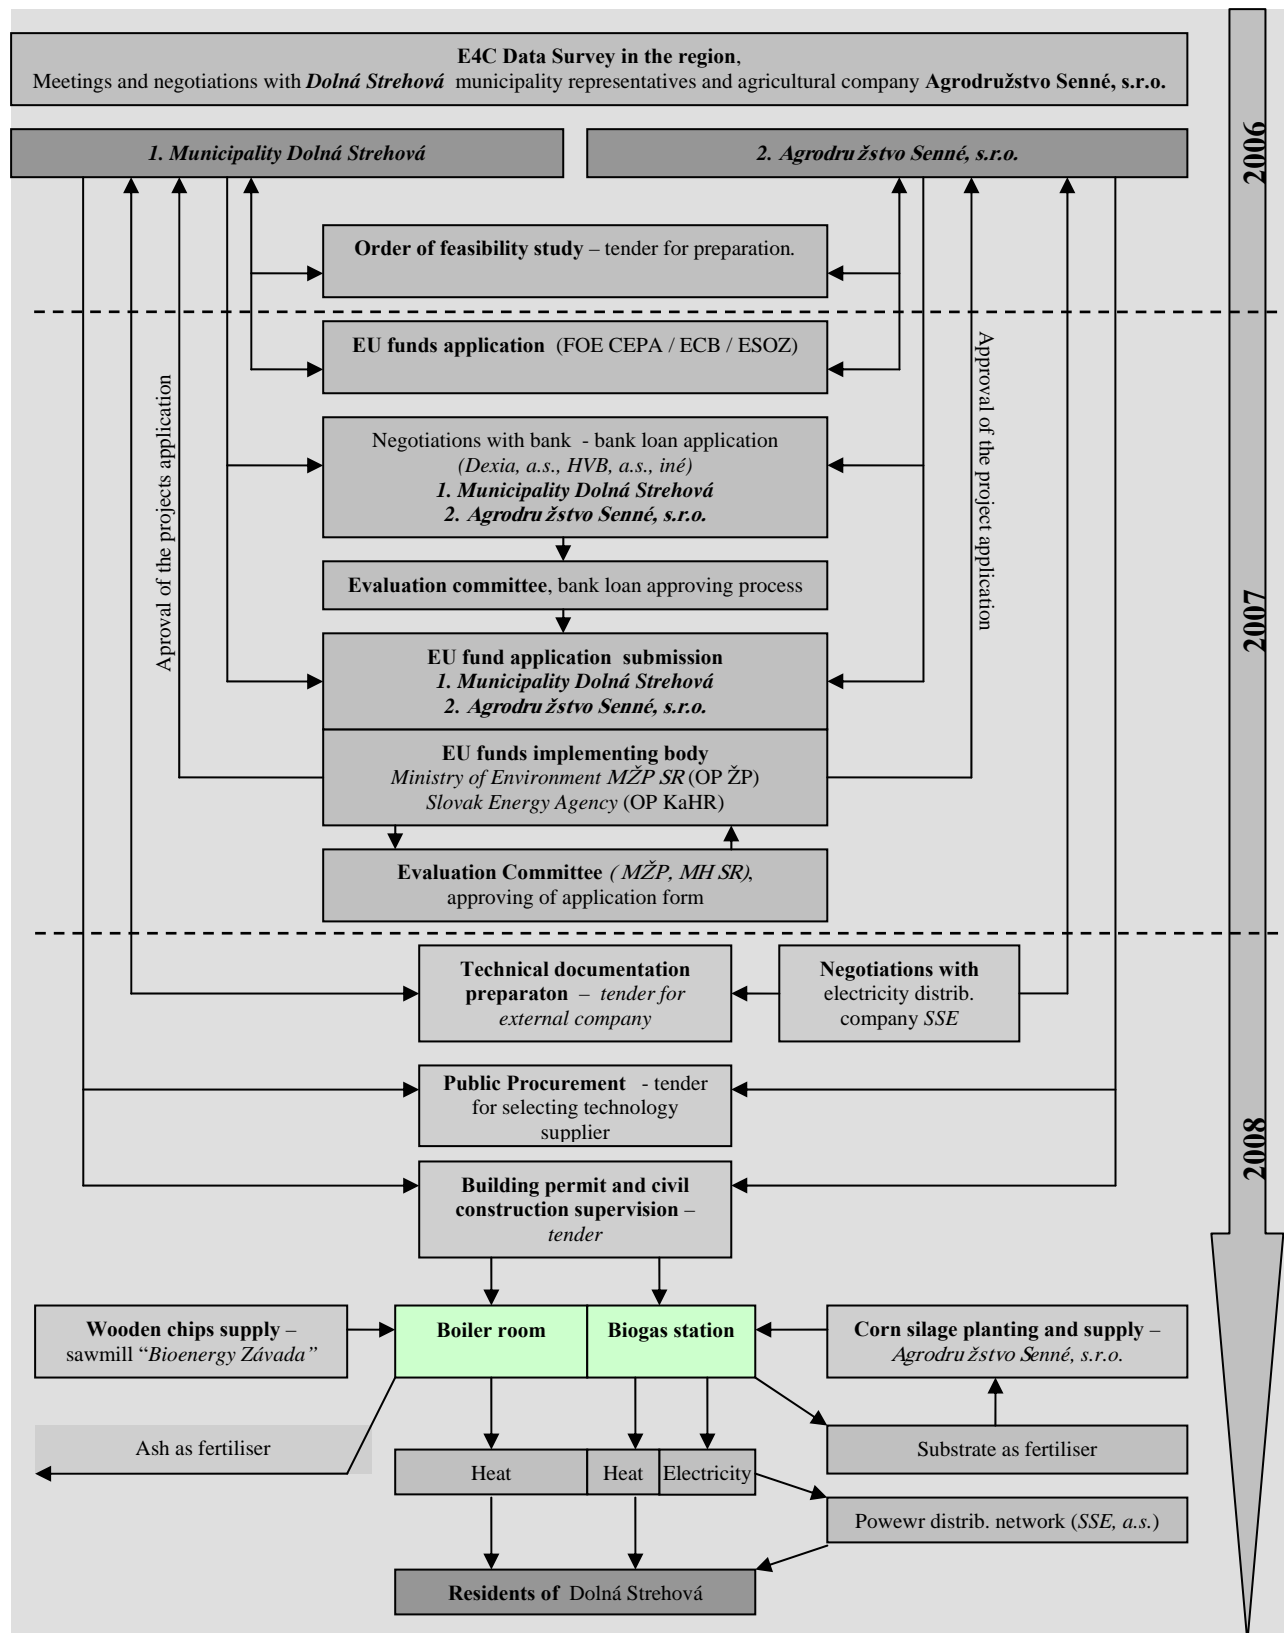 E4C Data Survey in the region,
Meetings and negotiations with Dolná Strehová municipality representatives and agricultural company Agrodružstvo Senné, s.r.o.
2006
1. Municipality Dolná Strehová
2. Agrodružstvo Senné, s.r.o.
Order of feasibility study – tender for preparation.
EU funds application (FOE CEPA / ECB / ESOZ)
Aproval of the projects application
Approval of the project application
Negotiations with bank - bank loan application
(Dexia, a.s., HVB, a.s., iné)
1. Municipality Dolná Strehová
2. Agrodružstvo Senné, s.r.o.
Evaluation committee, bank loan approving process
2007
EU fund application submission
1. Municipality Dolná Strehová
2. Agrodružstvo Senné, s.r.o.
EU funds implementing body
Ministry of Environment MŽP SR (OP ŽP)
Slovak Energy Agency (OP KaHR)
Evaluation Committee ( MŽP, MH SR),
approving of application form
Technical documentation
preparaton – tender for
external company
Negotiations with
electricity distrib.
company SSE
Public Procurement - tender
for selecting technology
supplier
2008
Building permit and civil
construction supervision –
tender
Wooden chips supply –
sawmill “Bioenergy Závada”
Boiler room
Biogas station
Corn silage planting and supply –
Agrodružstvo Senné, s.r.o.
Ash as fertiliser
Substrate as fertiliser
Heat
Heat
Electricity
Powewr distrib. network (SSE, a.s.)
Residents of Dolná Strehová